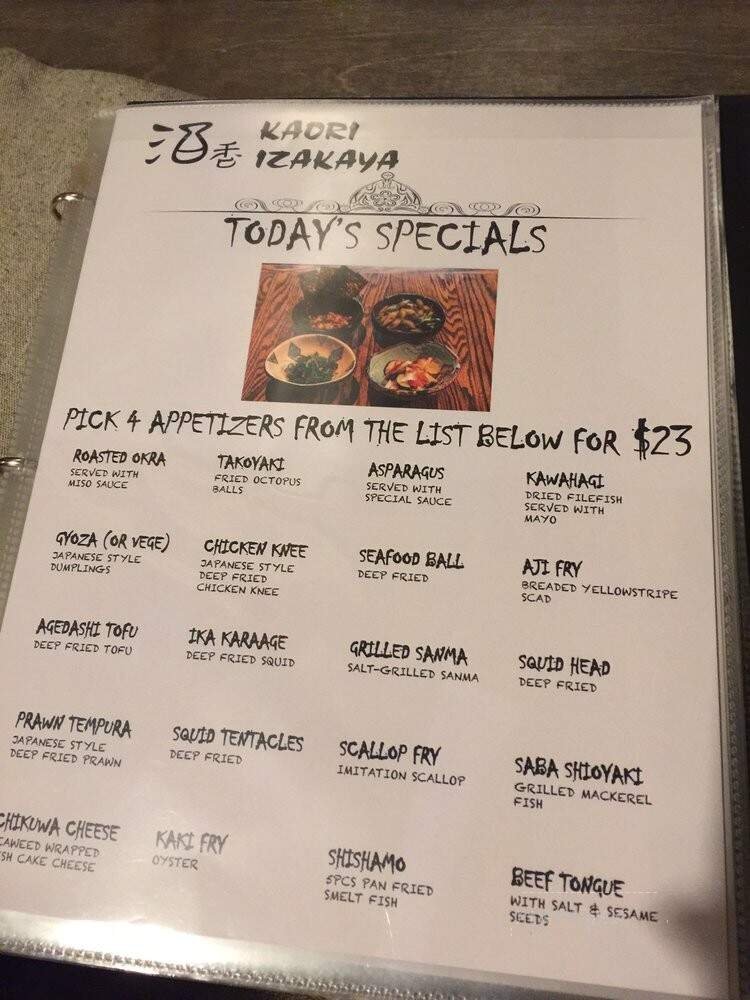 沼香 KAORI
IZAKAYA
TODAY'S SPECIALS
PICK 4 APPETIZERS FROM THE LIST BELOW FOR $23
ROASTED OKRA
SERVED WITH
MISO SAUCE
TAKOYAKI
FRIED OCTOPUS
BALLS
ASPARAGUS
SERVED WITH
SPECIAL SAUCE
KAWAHAGI
DRIED FILEFISH
SERVED WITH
MAYO
GYOZA (OR VEGE)
JAPANESE STYLE
DUMPLINGS
CHICKEN KNEE
JAPANESE STYLE
DEEP FRIED
CHICKEN KNEE
SEAFOOD BALL
DEEP FRIED
AJI FRY
BREADED YELLOWSTRIPE
SCAD
AGEDASHI TOFU
DEEP FRIED TOFU
IKA KARAAGE
DEEP FRIED SQUID
GRILLED SANMA
SALT-GRILLED SANMA
SQUID HEAD
DEEP FRIED
PRAWN TEMPURA
JAPANESE STYLE
DEEP FRIED PRAWN
SQUID TENTACLES
DEEP FRIED
SCALLOP FRY
IMITATION SCALLOP
SABA SHIOYAKI
GRILLED MACKEREL
FISH
CHIKUWA CHEESE
EAWEED WRAPPED
SH CAKE CHEESE
KAKI FRY
OYSTER
SHISHAMO
5PCS PAN FRIED
SMELT FISH
BEEF TONGUE
WITH SALT & SESAME
SEEDS